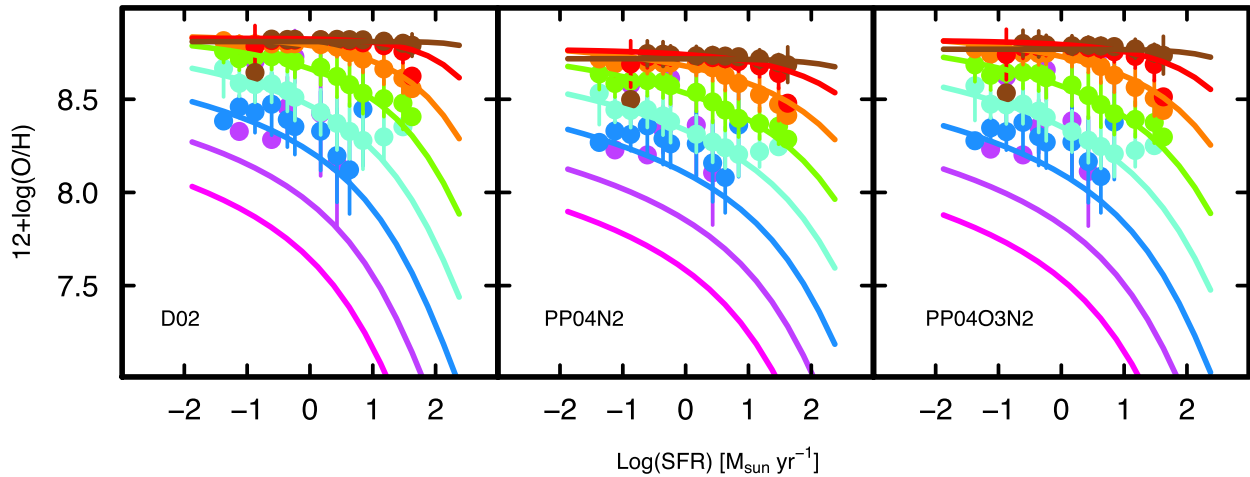 12+log(O/H)
8.5
8.0
7.5
D02
PP04N2
PP04O3N2
−2 −1 0 1 2 −2 −1 0 1 2 −2 −1 0 1 2
Log(SFR) [Msun yr−1]